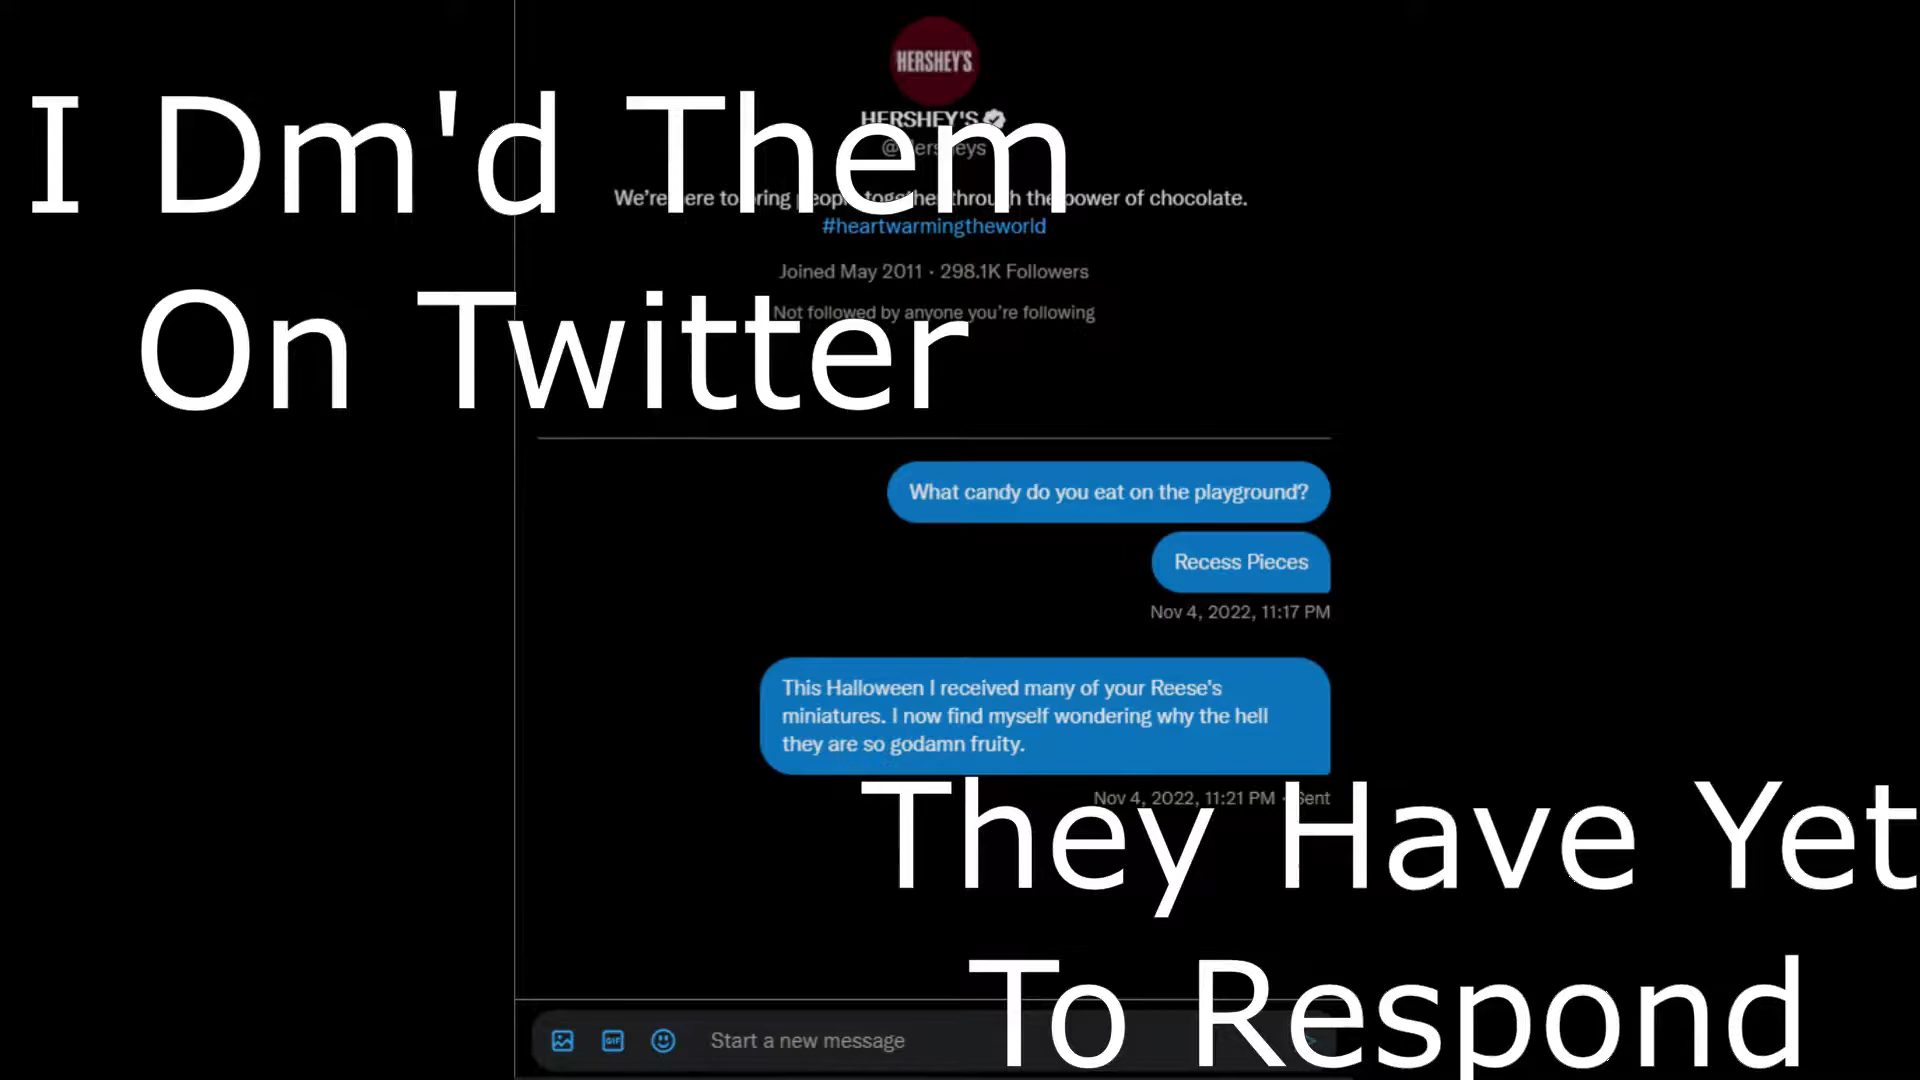 HERSHEY'S
HERSHEY'S
@Hersheys
I Dm'd Them
We're here to bring people together through the power of chocolate.
#heartwarmingtheworld
Joined May 2011 · 298.1K Followers
Not followed by anyone you're following
On Twitter
What candy do you eat on the playground?
Recess Pieces
Nov 4, 2022, 11:17 PM
This Halloween I received many of your Reese's
miniatures. I now find myself wondering why the hell
they are so godamn fruity.
Nov 4, 2022, 11:21 PM · Sent
They Have Yet
To Respond
GIF
Start a new message